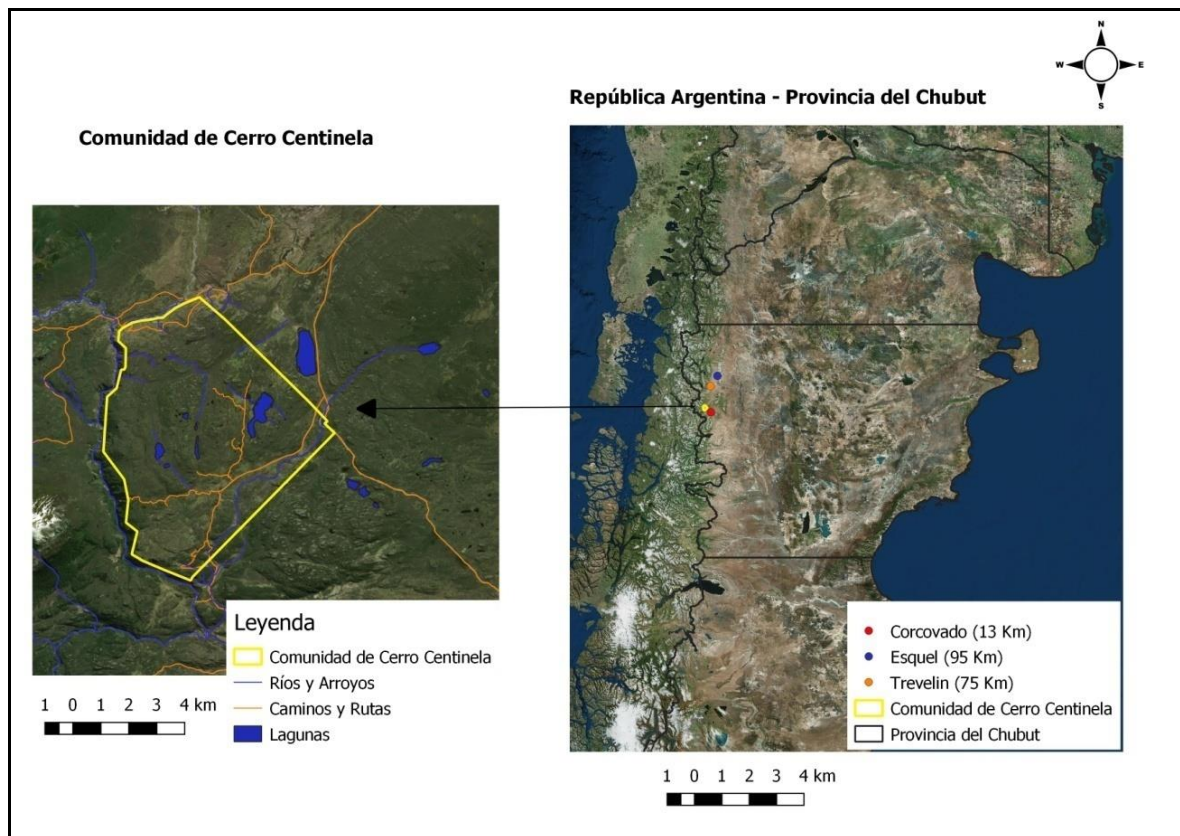 N
W E
S
República Argentina - Provincia del Chubut
Comunidad de Cerro Centinela
Leyenda
Comunidad de Cerro Centinela
Ríos y Arroyos
Caminos y Rutas
Lagunas
1 0 1 2 3 4 km
Corcovado (13 Km)
Esquel (95 Km)
Trevelin (75 Km)
Comunidad de Cerro Centinela
Provincia del Chubut
1 0 1 2 3 4 km